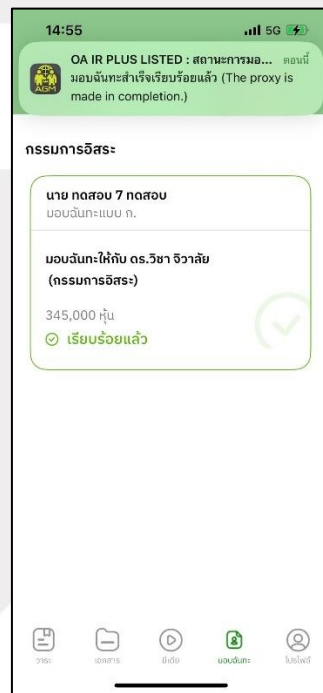 14:55
5G
OA IR PLUS LISTED : สถานะการมอ... ตอนนี้
มอบฉันทะสำเร็จเรียบร้อยแล้ว (The proxy is
made in completion.)
AGM
กรรมการอิสระ
นาย ทดสอบ 7 ทดสอบ
มอบฉันทะแบบ ก.
มอบฉันทะให้กับ ดร.วิชา จิวาลัย
(กรรมการอิสระ)
345,000 หุ้น
เรียบร้อยแล้ว
วาระ เอกสาร มีเดีย มอบฉันทะ โปรไฟล์